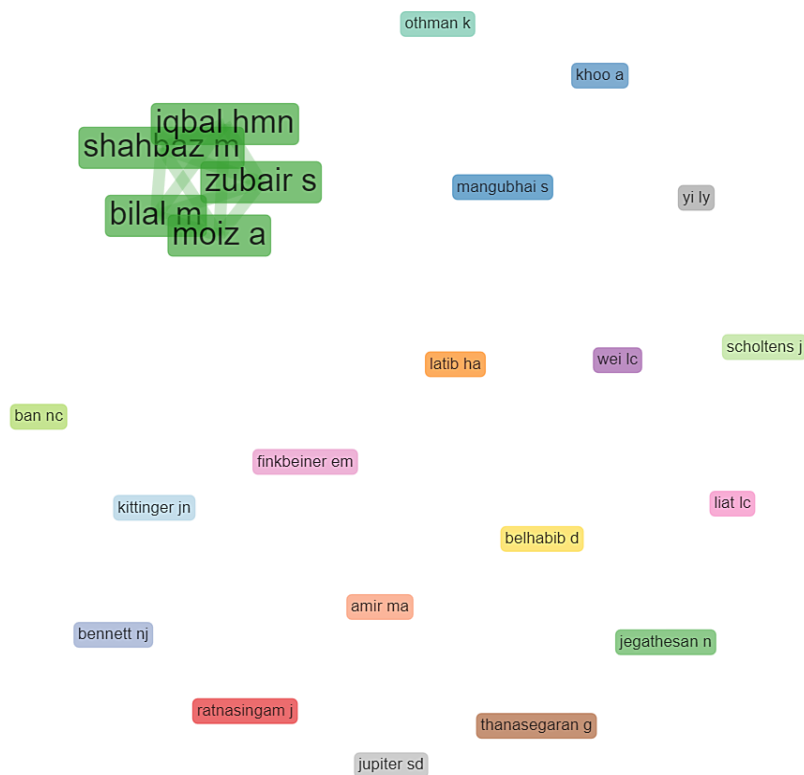 othman k
khoo a
iqbal hmn
shahbaz m
zubair s
mangubhai s
yi ly
bilal m
moiz a
scholtens j
wei lc
latib ha
ban nc
finkbeiner em
liat lc
kittinger jn
belhabib d
amir ma
bennett nj
jegathesan n
ratnasingam j
thanasegaran g
jupiter sd